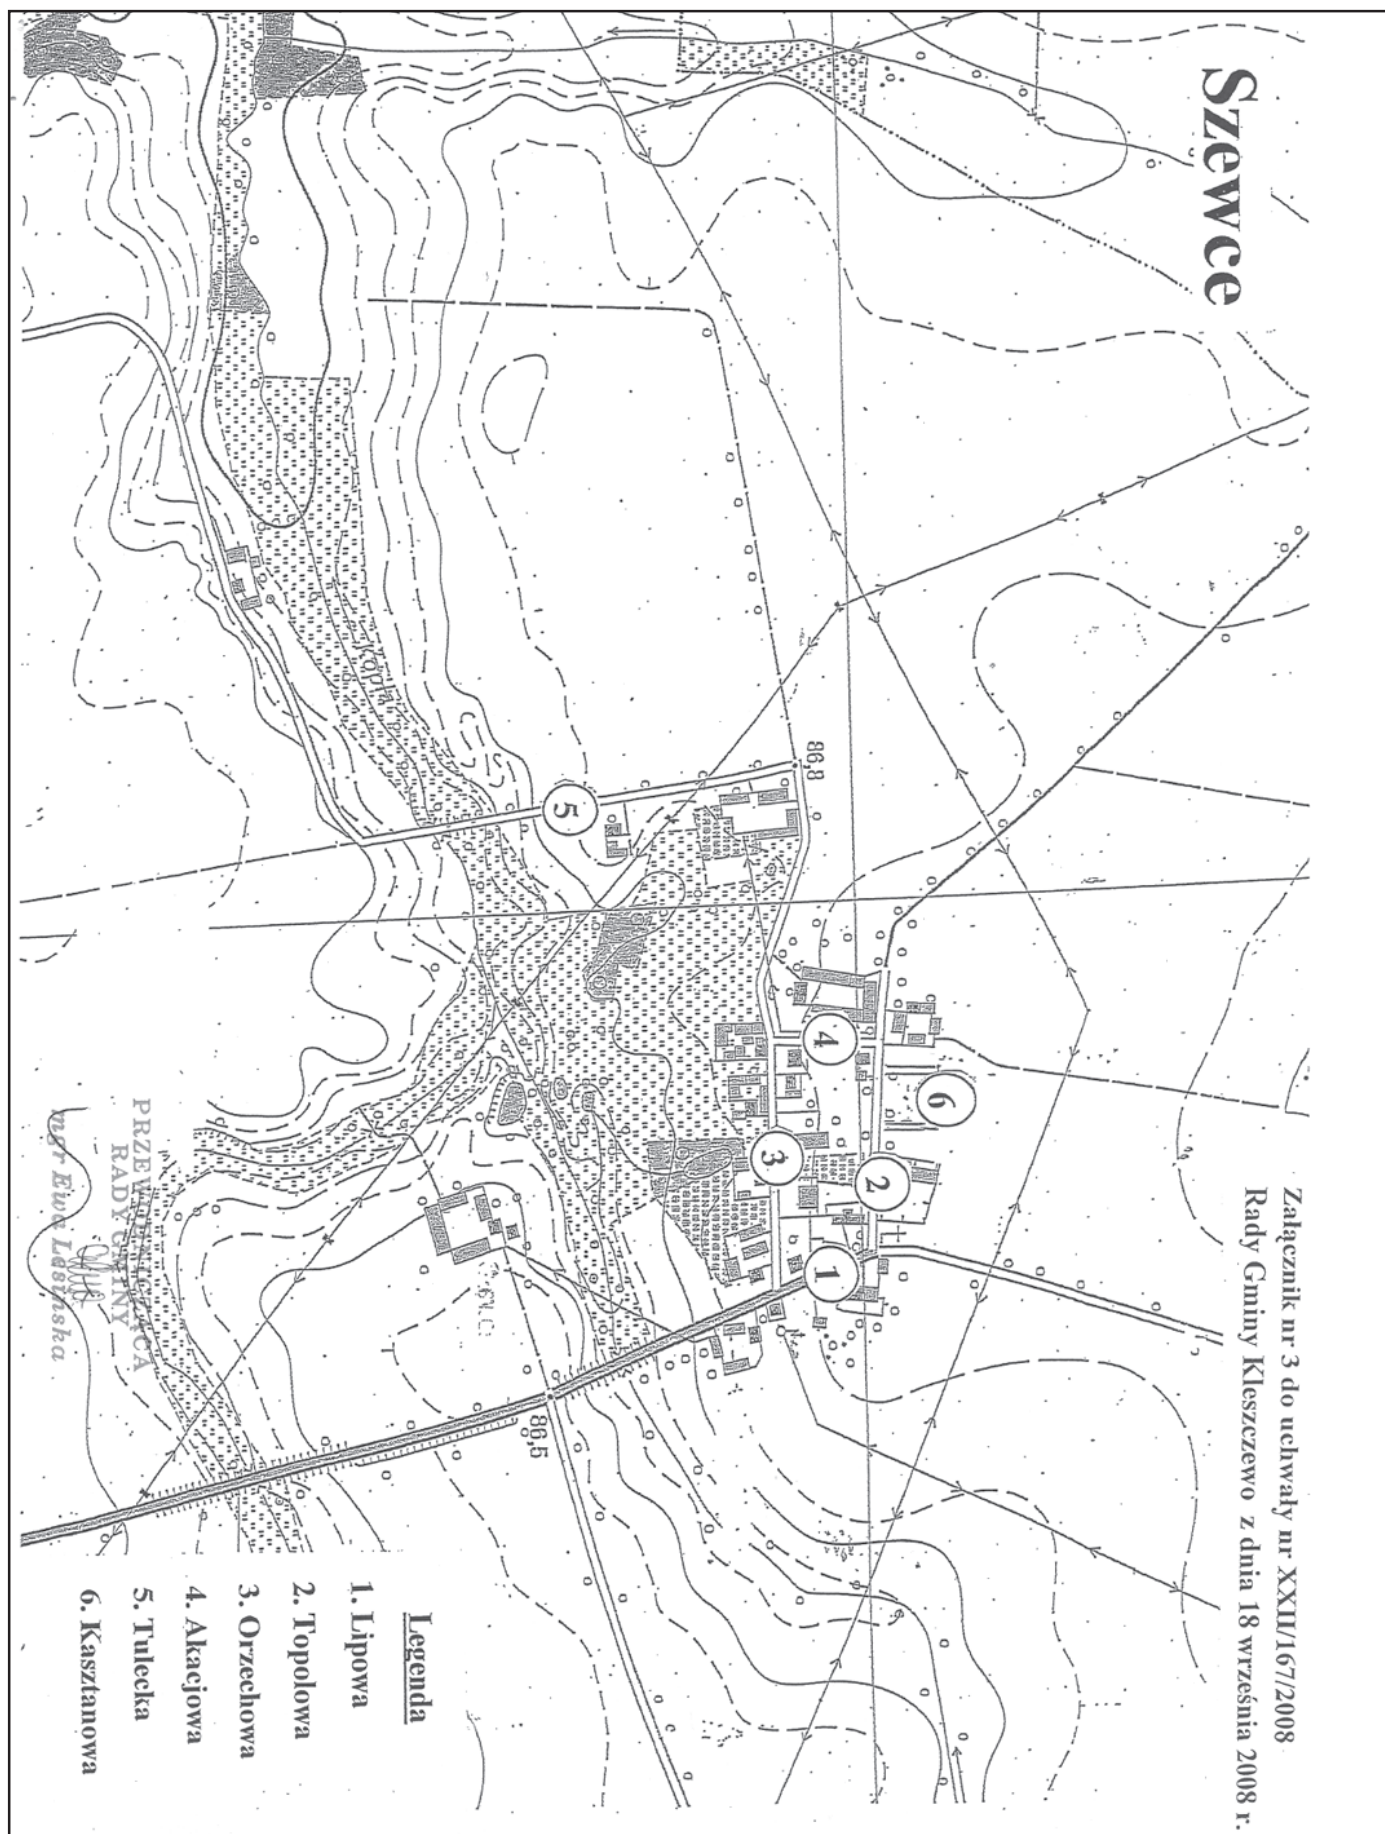 Załącznik nr 3 do uchwały nr XXII/167/2008
Rady Gminy Kleszczewo z dnia 18 września 2008 r.
Szewce
86,8
Kopla
5
4
6
3
2
1
86,5
PRZEWODNICZĄCA
RADY GMINY
mgr Ewa Lesińska
Legenda
1. Lipowa
2. Topolowa
3. Orzechowa
4. Akacjowa
5. Tulecka
6. Kasztanowa